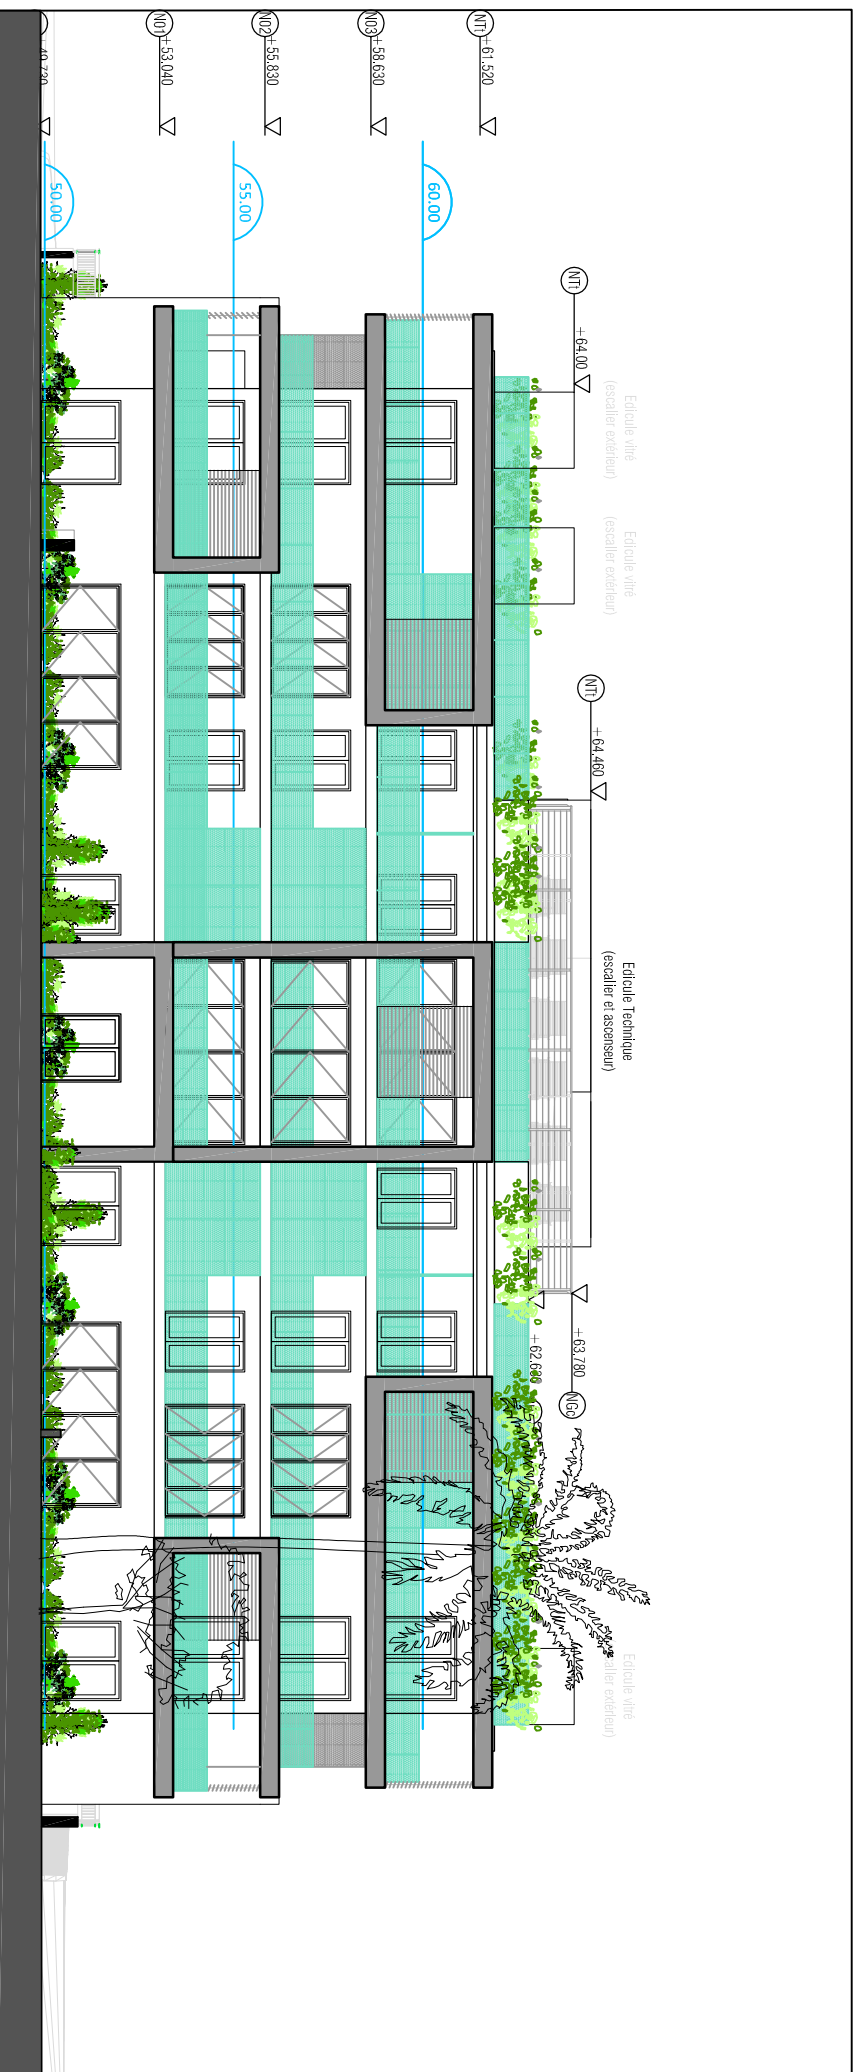 +49.730
N01 +53.040
N02 +55.830
N03 +58.630
NTt +61.520
50.00
55.00
60.00
NTt
+64.00
Edicule vitré
(escalier extérieur)
Edicule vitré
(escalier extérieur)
NTt
+64.460
Edicule Technique
(escalier et ascenseur)
+63.780
NGc
Edicule vitré
(escalier extérieur)